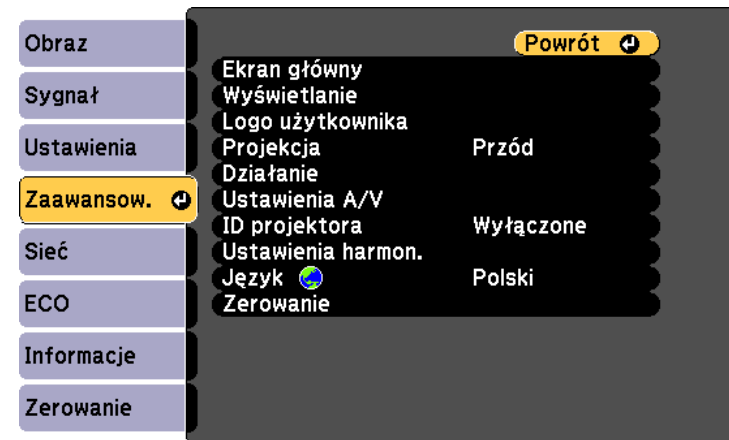 Obraz
Sygnał
Ustawienia
Zaawansow.
Sieć
ECO
Informacje
Zerowanie
Powrót
Ekran główny
Wyświetlanie
Logo użytkownika
Projekcja Przód
Działanie
Ustawienia A/V
ID projektora Wyłączone
Ustawienia harmon.
Język Polski
Zerowanie